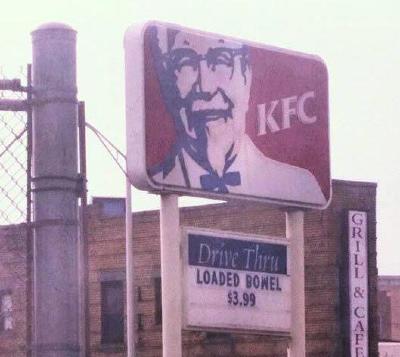 KFC
Drive Thru
LOADED BOWEL
$3.99
GRILL & CAFE